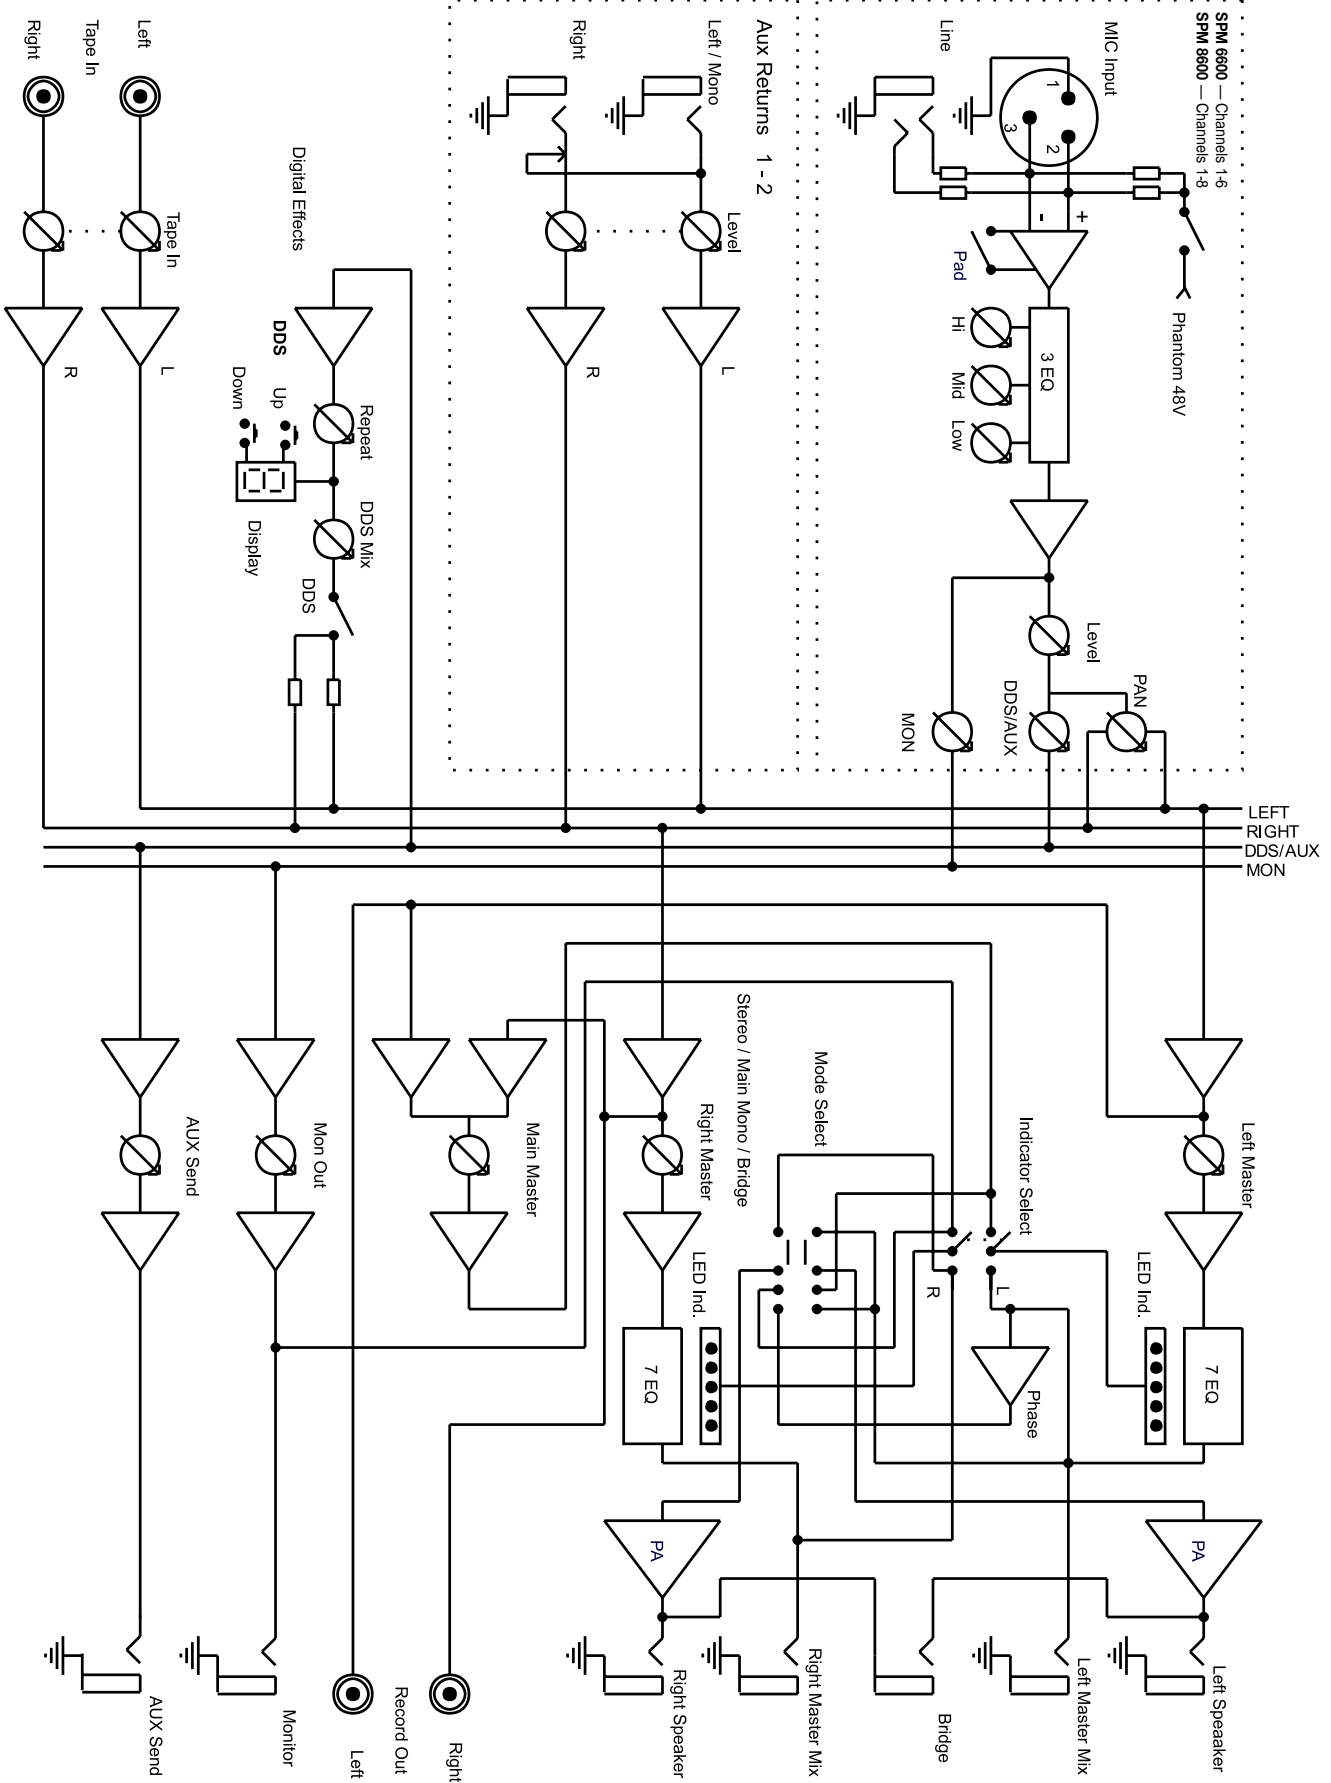 SPM 6600 — Channels 1-6
SPM 8600 — Channels 1-8
MIC Input
1
2
3
Line
+
-
Pad
Phantom 48V
Hi
Mid
Low
3 EQ
Level
PAN
DDS/AUX
MON
Aux Returns 1 - 2
Left / Mono
Right
Level
L
R
Digital Effects
DDS
Up
Down
Repeat
DDS Mix
Display
DDS
Left
Tape In
Right
Tape In
L
R
LEFT
RIGHT
DDS/AUX
MON
Left Master
LED Ind.
7 EQ
Indicator Select
L
R
Phase
Mode Select
Stereo / Main Mono / Bridge
Right Master
LED Ind.
7 EQ
Main Master
Mon Out
AUX Send
PA
PA
Left Speaaker
Left Master Mix
Bridge
Right Master Mix
Right Speaker
Right
Record Out
Left
Monitor
AUX Send